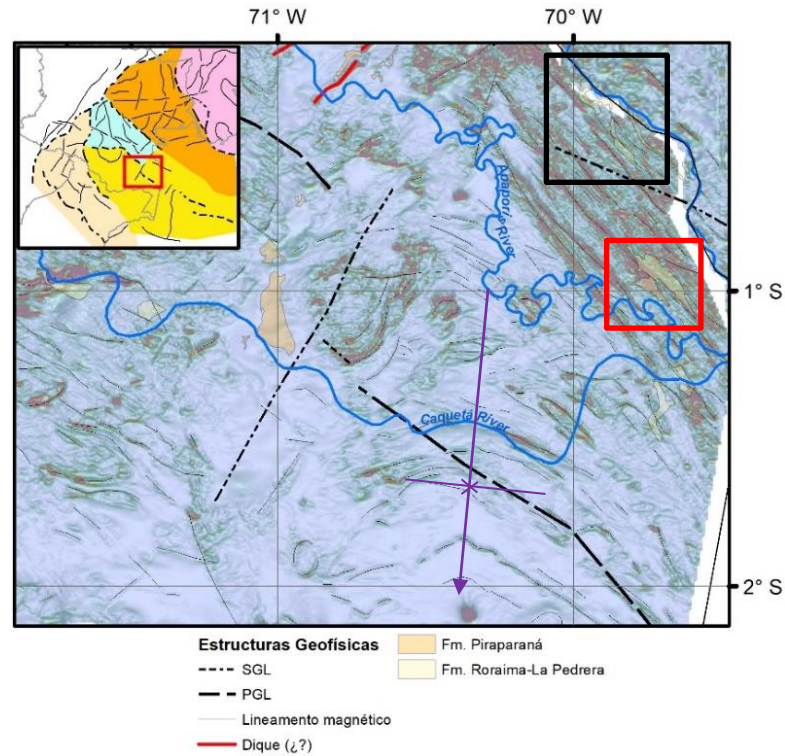 71° W 70° W
Apaporis River
1° S
Caquetá River
2° S
Estructuras Geofísicas
SGL
PGL
Lineamento magnético
Dique (¿?)
Fm. Piraparaná
Fm. Roraima-La Pedrera